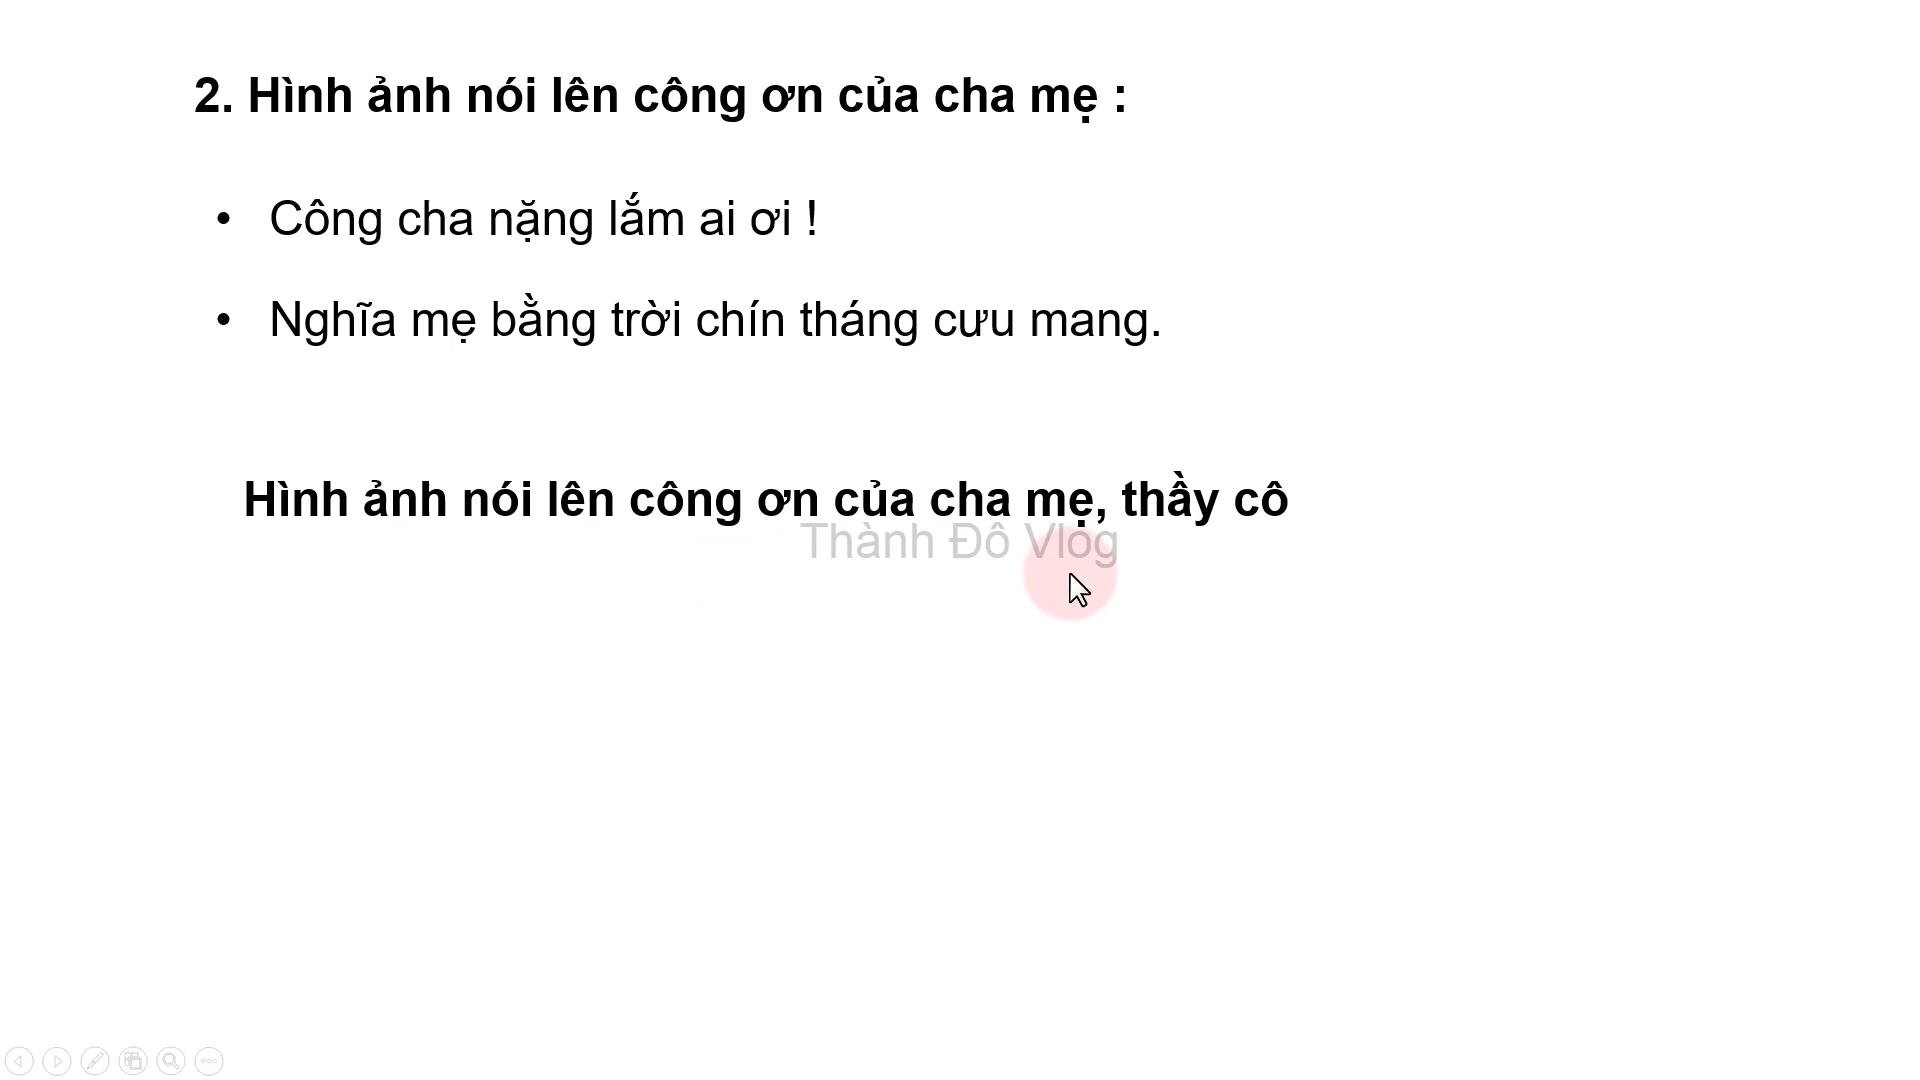 2. Hình ảnh nói lên công ơn của cha mẹ :
• Công cha nặng lắm ai ơi !
• Nghĩa mẹ bằng trời chín tháng cưu mang.
Hình ảnh nói lên công ơn của cha mẹ, thầy cô
Thành Đô Vlog